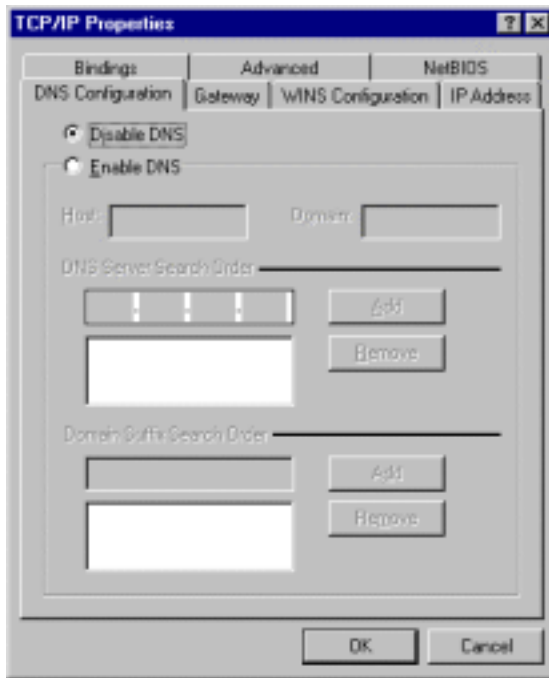 TCP/IP Properties
Bindings Advanced NetBIOS
DNS Configuration Gateway WINS Configuration IP Address
Disable DNS
Enable DNS
Host: Domain:
DNS Server Search Order
Add
Remove
Domain Suffix Search Order
Add
Remove
OK Cancel